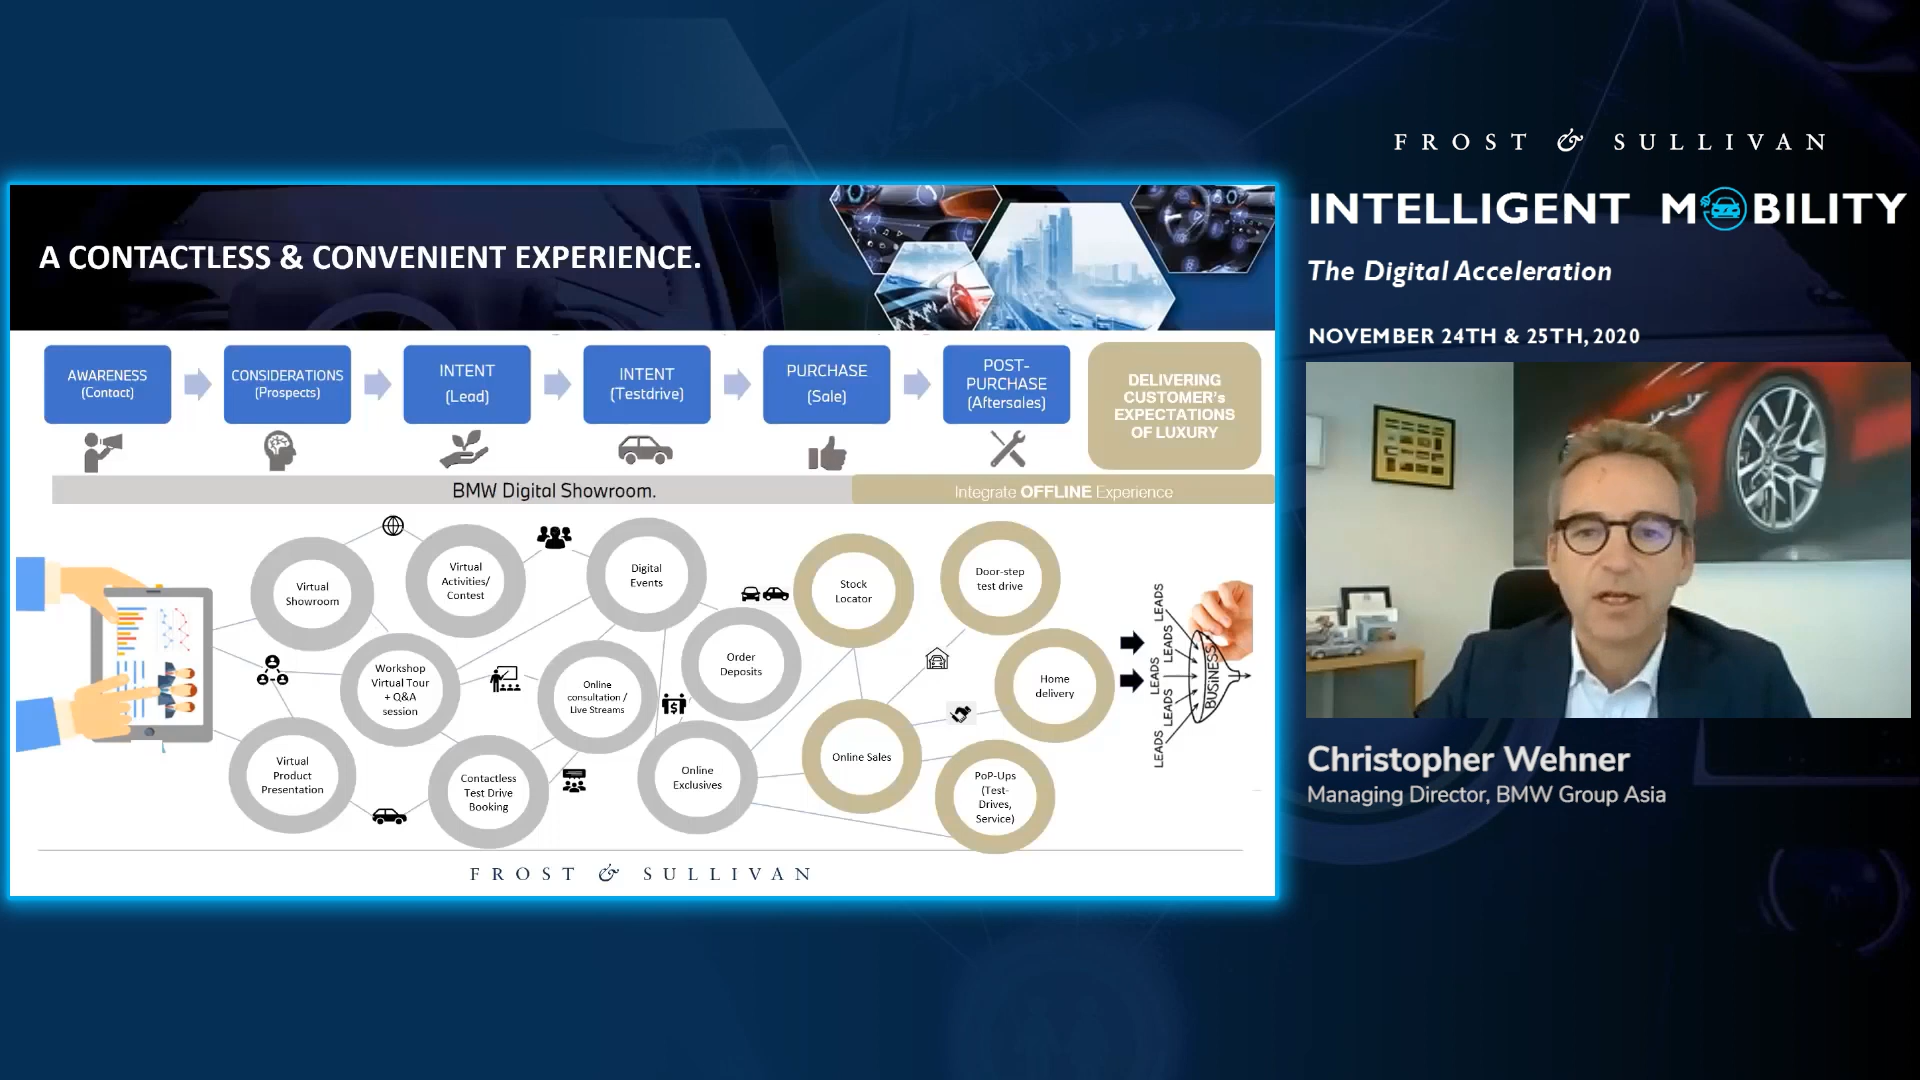 FROST & SULLIVAN
INTELLIGENT MOBILITY
The Digital Acceleration
NOVEMBER 24TH & 25TH, 2020
A CONTACTLESS & CONVENIENT EXPERIENCE.
AWARENESS
(Contact)
CONSIDERATIONS
(Prospects)
INTENT
(Lead)
INTENT
(Testdrive)
PURCHASE
(Sale)
POST-
PURCHASE
(Aftersales)
DELIVERING
CUSTOMER's
EXPECTATIONS
OF LUXURY
BMW Digital Showroom.
Integrate OFFLINE Experience
Virtual
Showroom
Virtual
Activities/
Contest
Digital
Events
Stock
Locator
Door-step
test drive
Workshop
Virtual Tour
+ Q&A
session
Online
consultation /
Live Streams
Order
Deposits
Home
delivery
Virtual
Product
Presentation
Contactless
Test Drive
Booking
Online
Exclusives
Online Sales
PoP-Ups
(Test-
Drives,
Service)
LEADS
LEADS
LEADS
LEADS
LEADS
BUSINESS
FROST & SULLIVAN
Christopher Wehner
Managing Director, BMW Group Asia